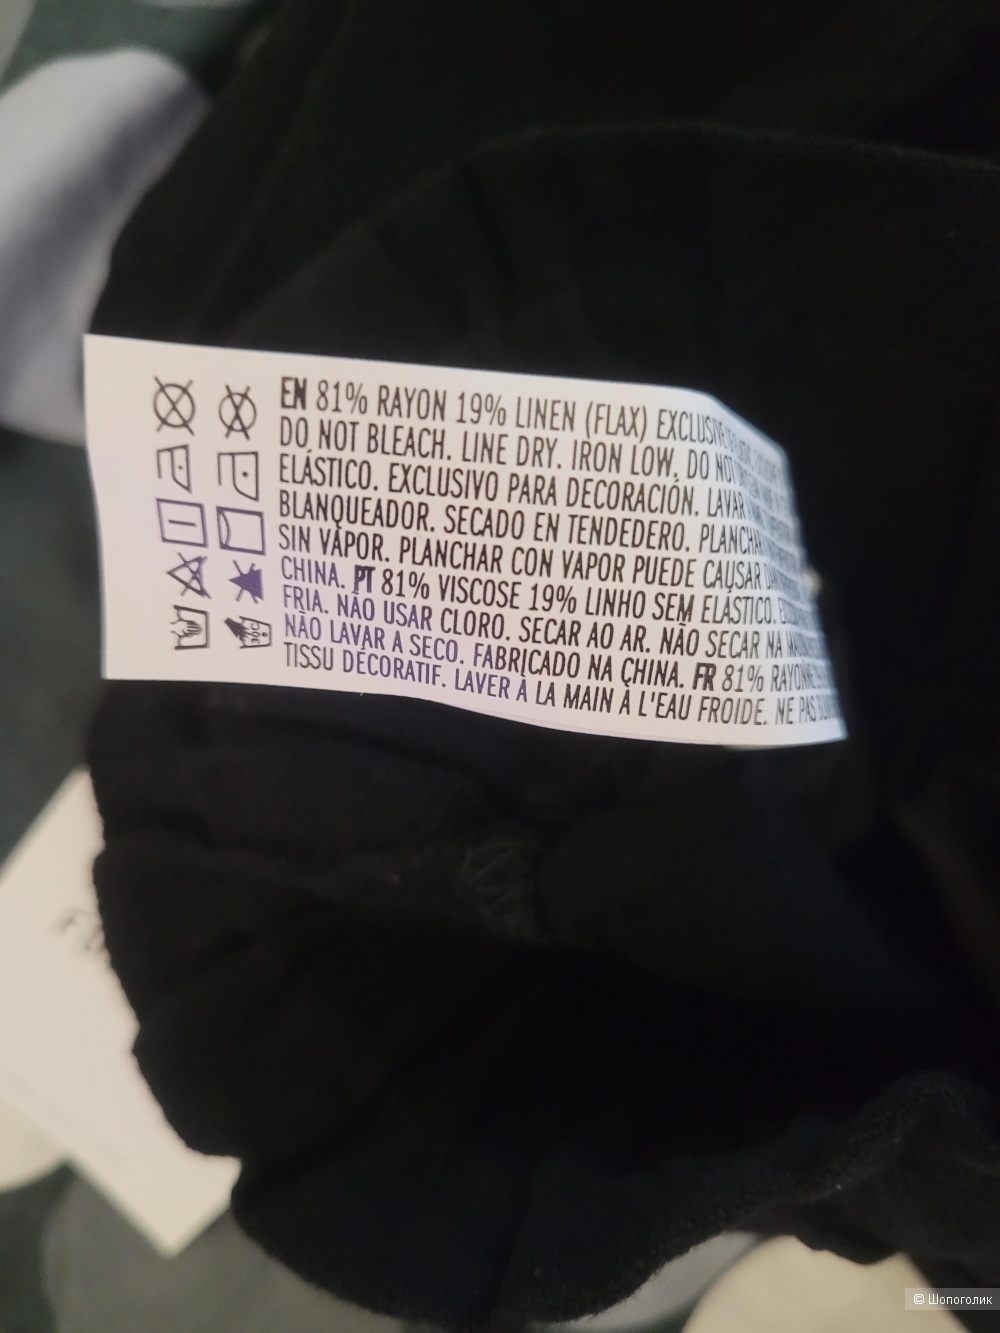 EN 81% RAYON 19% LINEN (FLAX) EXCLUSIVE
DO NOT BLEACH. LINE DRY. IRON LOW. DO NOT
ELÁSTICO. EXCLUSIVO PARA DECORACIÓN. LAVAR
BLANQUEADOR. SECADO EN TENDEDERO. PLANCHAR
SIN VAPOR. PLANCHAR CON VAPOR PUEDE CAUSAR
CHINA. PT 81% VISCOSE 19% LINHO SEM ELÁSTICO.
FRIA. NÃO USAR CLORO. SECAR AO AR. NÃO SECAR NA
NÃO LAVAR A SECO. FABRICADO NA CHINA. FR 81% RAYONNE
TISSU DÉCORATIF. LAVER À LA MAIN À L'EAU FROIDE. NE PAS
© Шопоголик